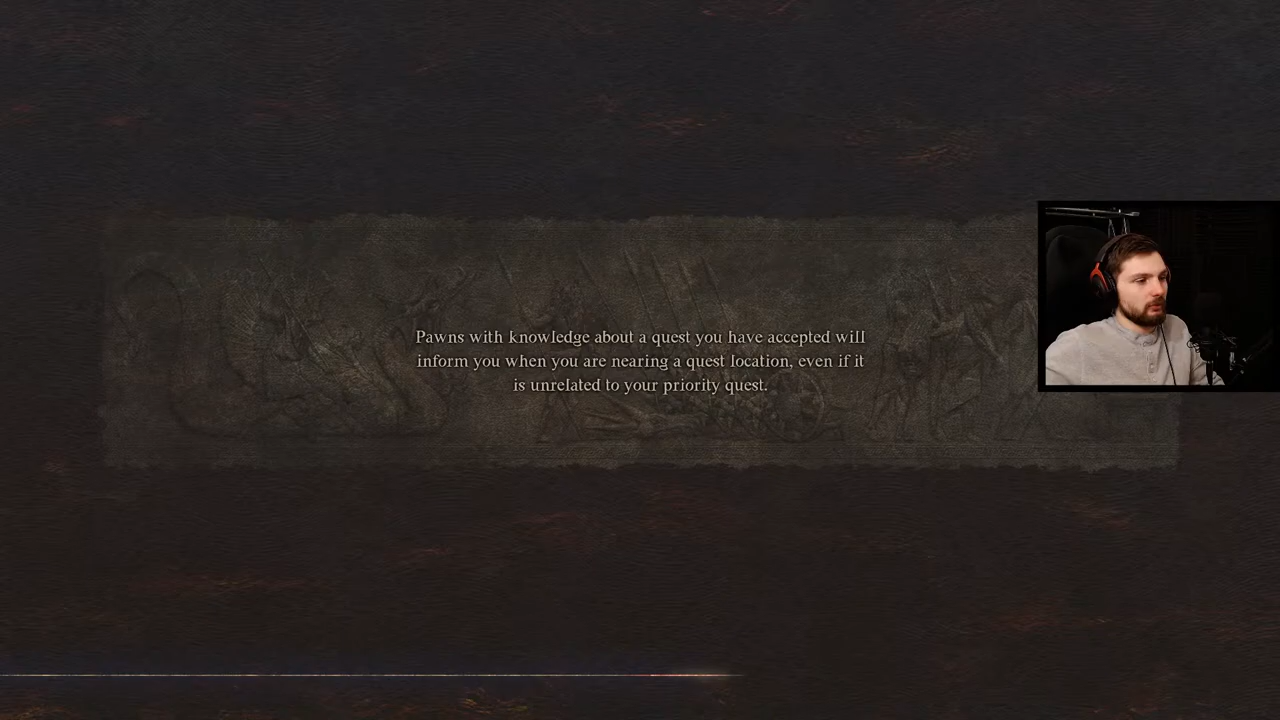 Pawns with knowledge about a quest you have accepted will
inform you when you are nearing a quest location, even if it
is unrelated to your priority quest.